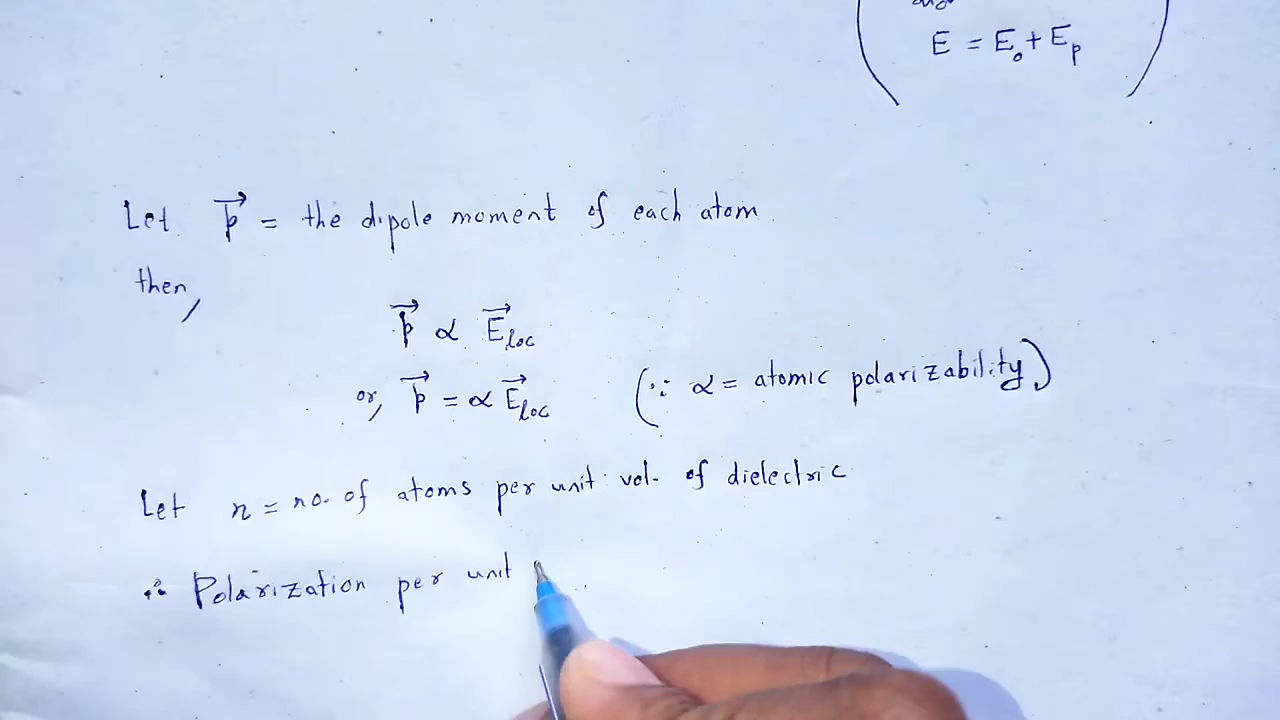 E = E₀ + Eₚ
Let p⃗ = the dipole moment of each atom
then,
p⃗ ∝ E⃗loc
or, p⃗ = α E⃗loc (∵ α = atomic polarizability)
Let n = no. of atoms per unit vol. of dielectric
∴ Polarization per unit